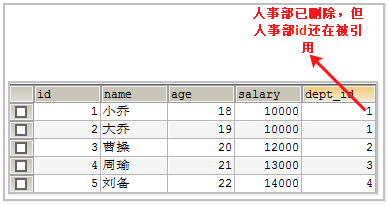 人事部已删除，但
人事部id还在被引
用
id name age salary dept_id
1 小乔 18 10000 1
2 大乔 19 10000 1
3 曹操 20 12000 2
4 周瑜 21 13000 3
5 刘备 22 14000 4